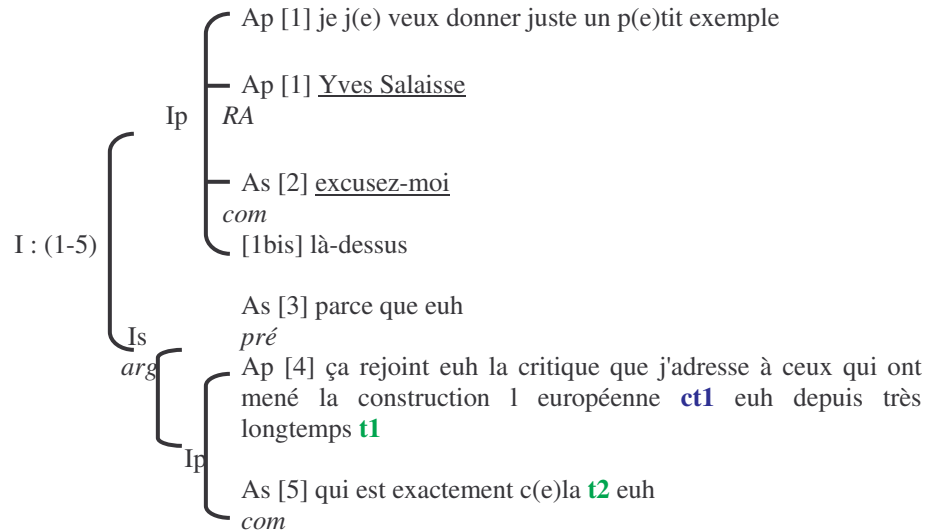 Ap [1] je j(e) veux donner juste un p(e)tit exemple
Ap [1] Yves Salaisse
Ip RA
As [2] excusez-moi
com
I : (1-5) [1bis] là-dessus
As [3] parce que euh
Is pré
arg Ap [4] ça rejoint euh la critique que j'adresse à ceux qui ont
mené la construction l européenne ct1 euh depuis très
longtemps t1
Ip
As [5] qui est exactement c(e)la t2 euh
com